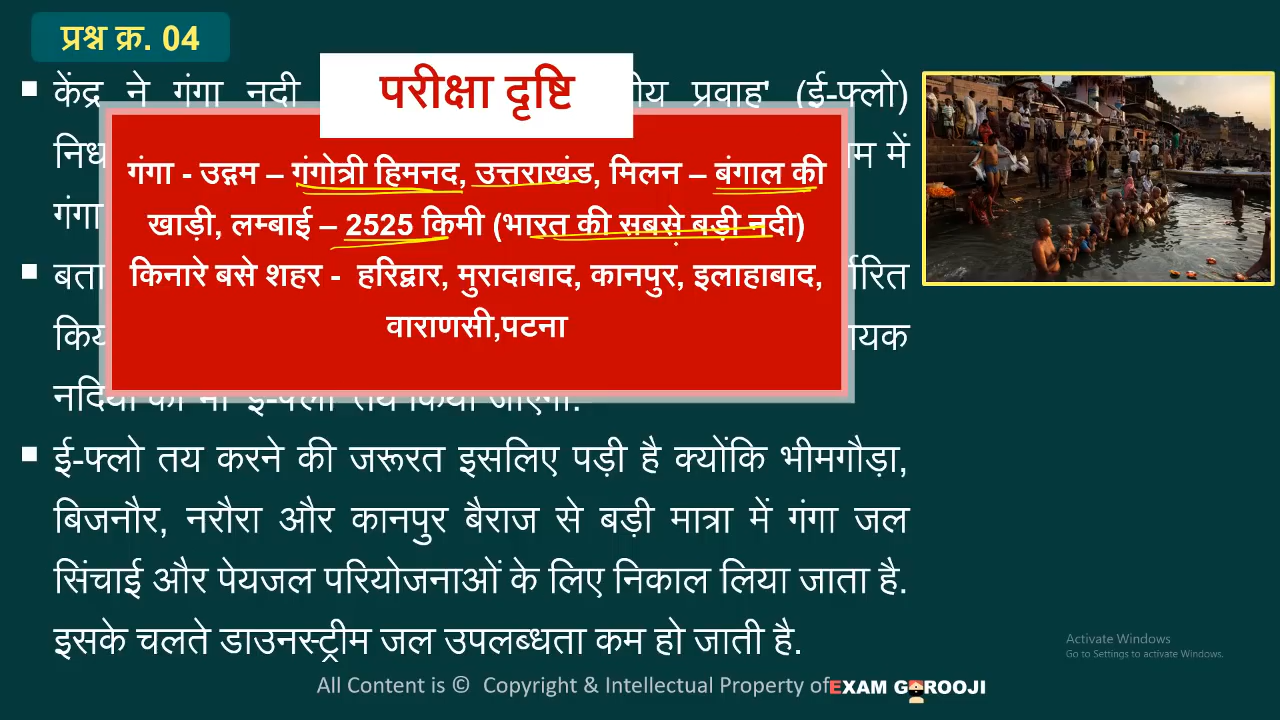 प्रश्न क्र. 04
परीक्षा दृष्टि
केंद्र ने गंगा नदी प्रवाह' (ई-फ्लो)
में
गंगा
गंगा - उद्गम – गंगोत्री हिमनद, उत्तराखंड, मिलन – बंगाल की
खाड़ी, लम्बाई – 2525 किमी (भारत की सबसे बड़ी नदी)
किनारे बसे शहर - हरिद्वार, मुरादाबाद, कानपुर, इलाहाबाद,
वाराणसी,पटना
ई-फ्लो तय करने की जरूरत इसलिए पड़ी है क्योंकि भीमगौड़ा,
बिजनौर, नरौरा और कानपुर बैराज से बड़ी मात्रा में गंगा जल
सिंचाई और पेयजल परियोजनाओं के लिए निकाल लिया जाता है.
इसके चलते डाउनस्ट्रीम जल उपलब्धता कम हो जाती है.
Activate Windows
Go to Settings to activate Windows.
All Content is © Copyright & Intellectual Property of EXAM GUROOJI